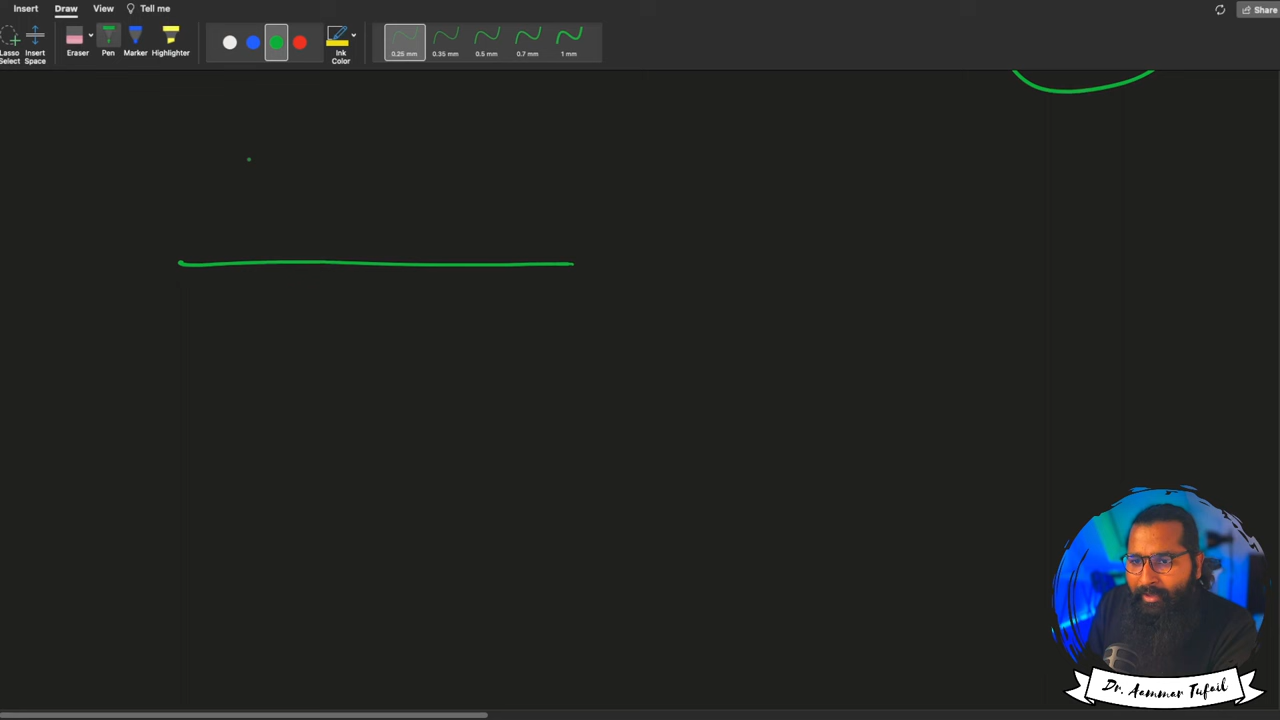 Insert Draw View Tell me
Share
Lasso Select
Insert Space
Eraser
Pen
Marker
Highlighter
Ink Color
0.25 mm
0.35 mm
0.5 mm
0.7 mm
1 mm
Dr. Aammar Tufail